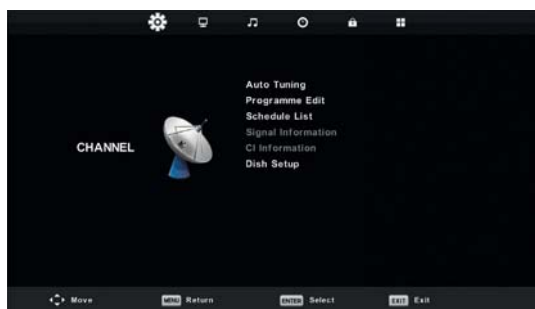 Auto Tuning
Programme Edit
Schedule List
Signal Information
CHANNEL
CI Information
Dish Setup
Move MENU Return ENTER Select EXIT Exit